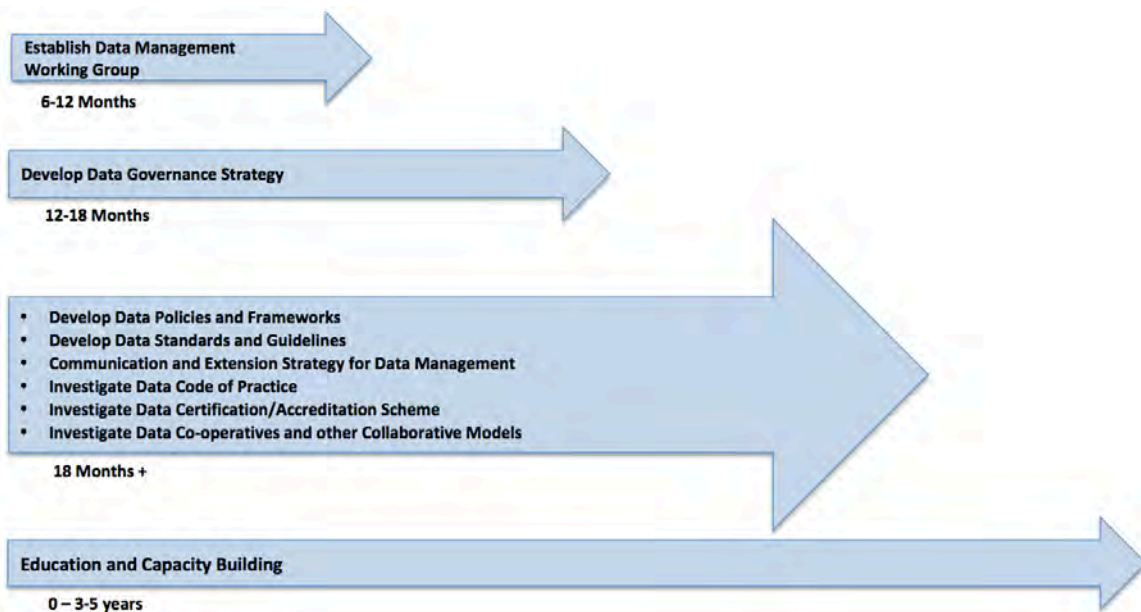 Establish Data Management
Working Group
6-12 Months
Develop Data Governance Strategy
12-18 Months
• Develop Data Policies and Frameworks
• Develop Data Standards and Guidelines
• Communication and Extension Strategy for Data Management
• Investigate Data Code of Practice
• Investigate Data Certification/Accreditation Scheme
• Investigate Data Co-operatives and other Collaborative Models
18 Months +
Education and Capacity Building
0 – 3-5 years